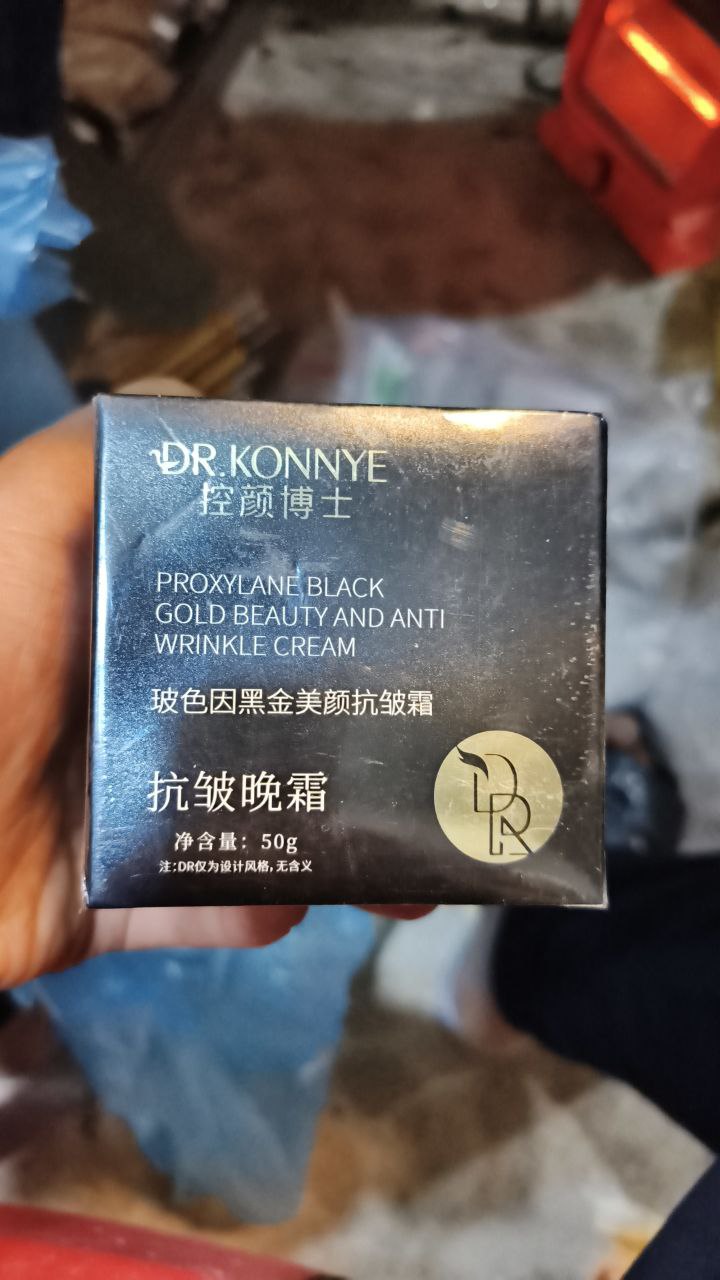 DR.KONNYE
控颜博士
PROXYLANE BLACK
GOLD BEAUTY AND ANTI
WRINKLE CREAM
玻色因黑金美颜抗皱霜
抗皱晚霜
净含量：50g
注:DR仅为设计风格,无含义
DR